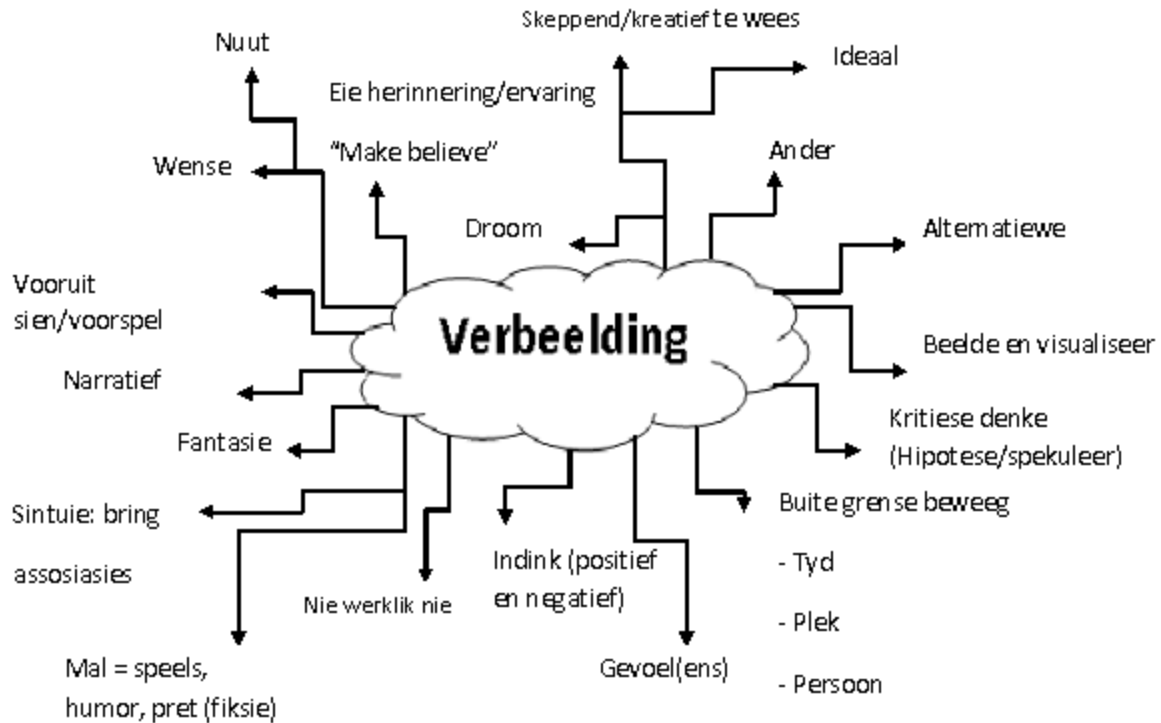 Skeppend/kreatief te wees
Nuut
Ideaal
Eie herinnering/ervaring
"Make believe"
Ander
Wense
Droom
Alternatiewe
Vooruit
sien/voorspel
Verbeelding
Beelde en visualiseer
Narratief
Kritiese denke
(Hipotese/spekuleer)
Fantasie
Buite grense beweeg
- Tyd
- Plek
- Persoon
Sintuie: bring
assosiasies
Indink (positief
en negatief)
Nie werklik nie
Gevoel(ens)
Mal = speels,
humor, pret (fiksie)